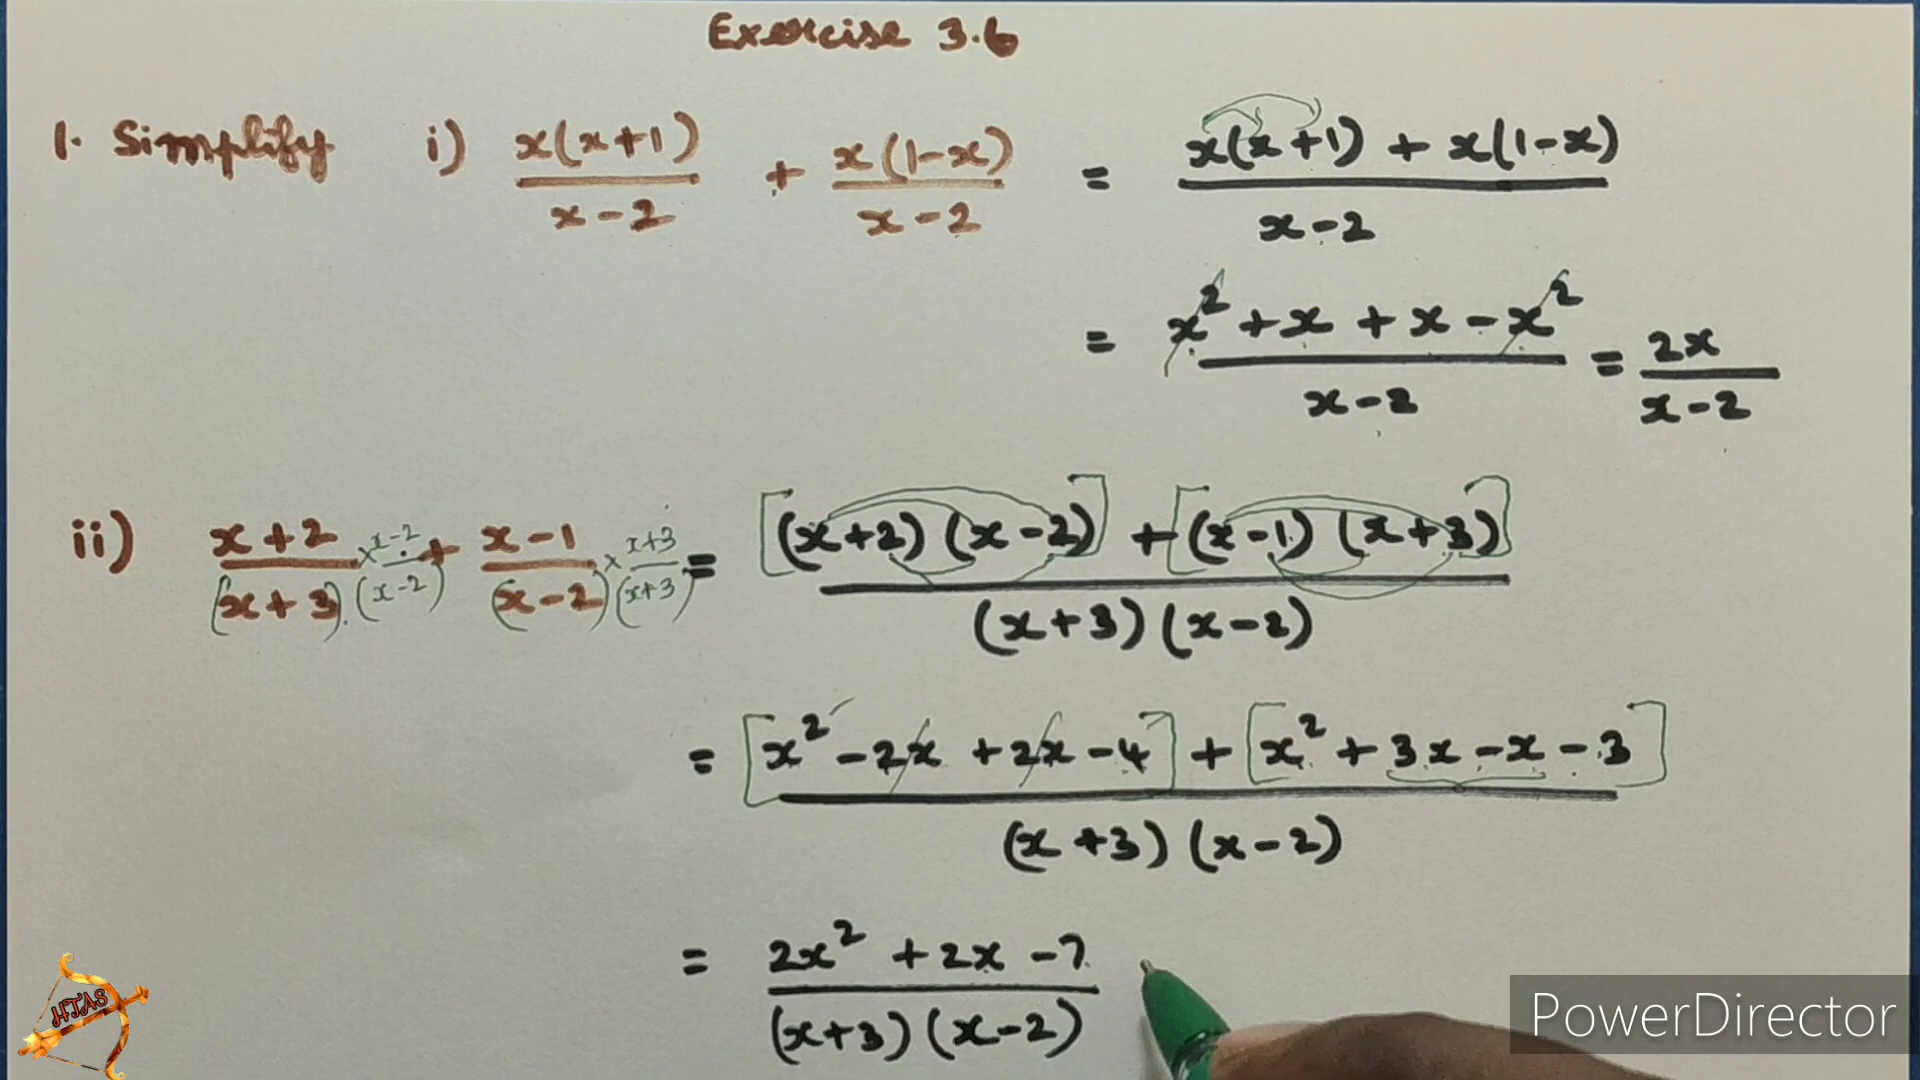 Exercise 3.6
1. Simplify i) x(x+1)/x-2 + x(1-x)/x-2 = x(x+1) + x(1-x)/x-2
= x² + x + x - x²/x-2 = 2x/x-2
ii) x+2/(x+3) × x-2/(x-2) + x-1/(x-2) × x+3/(x+3) = [(x+2)(x-2)] + [(x-1)(x+3)]/(x+3)(x-2)
= [x² - 2x + 2x - 4] + [x² + 3x - x - 3]/(x+3)(x-2)
= 2x² + 2x - 7/(x+3)(x-2)
HTAS
PowerDirector